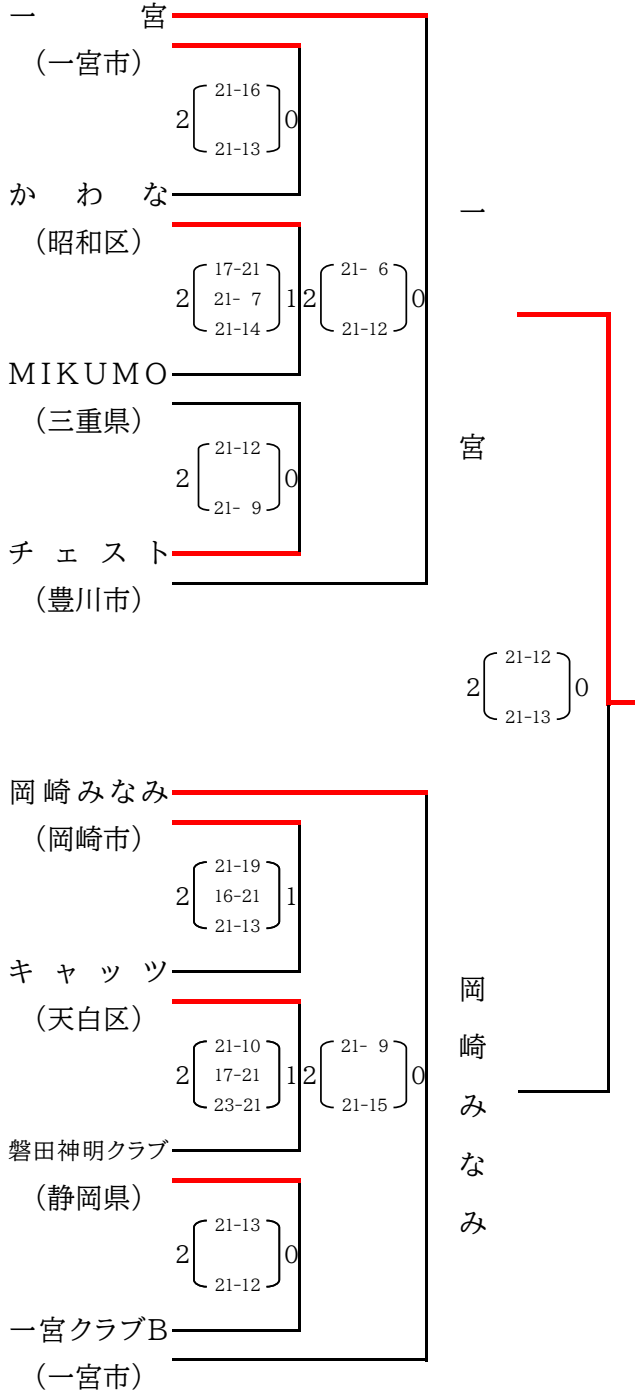 一宮
（一宮市）
21-16
2 0
21-13
かわな
（昭和区）
17-21
2 21- 7 1
21-14
21- 6
2 0
21-12
MIKUMO
（三重県）
21-12
2 0
21- 9
チェスト
（豊川市）
一宮
21-12
2 0
21-13
岡崎みなみ
（岡崎市）
21-19
2 16-21 1
21-13
キャッツ
（天白区）
21-10
2 17-21 1
23-21
21- 9
2 0
21-15
磐田神明クラブ
（静岡県）
21-13
2 0
21-12
一宮クラブB
（一宮市）
岡崎みなみ